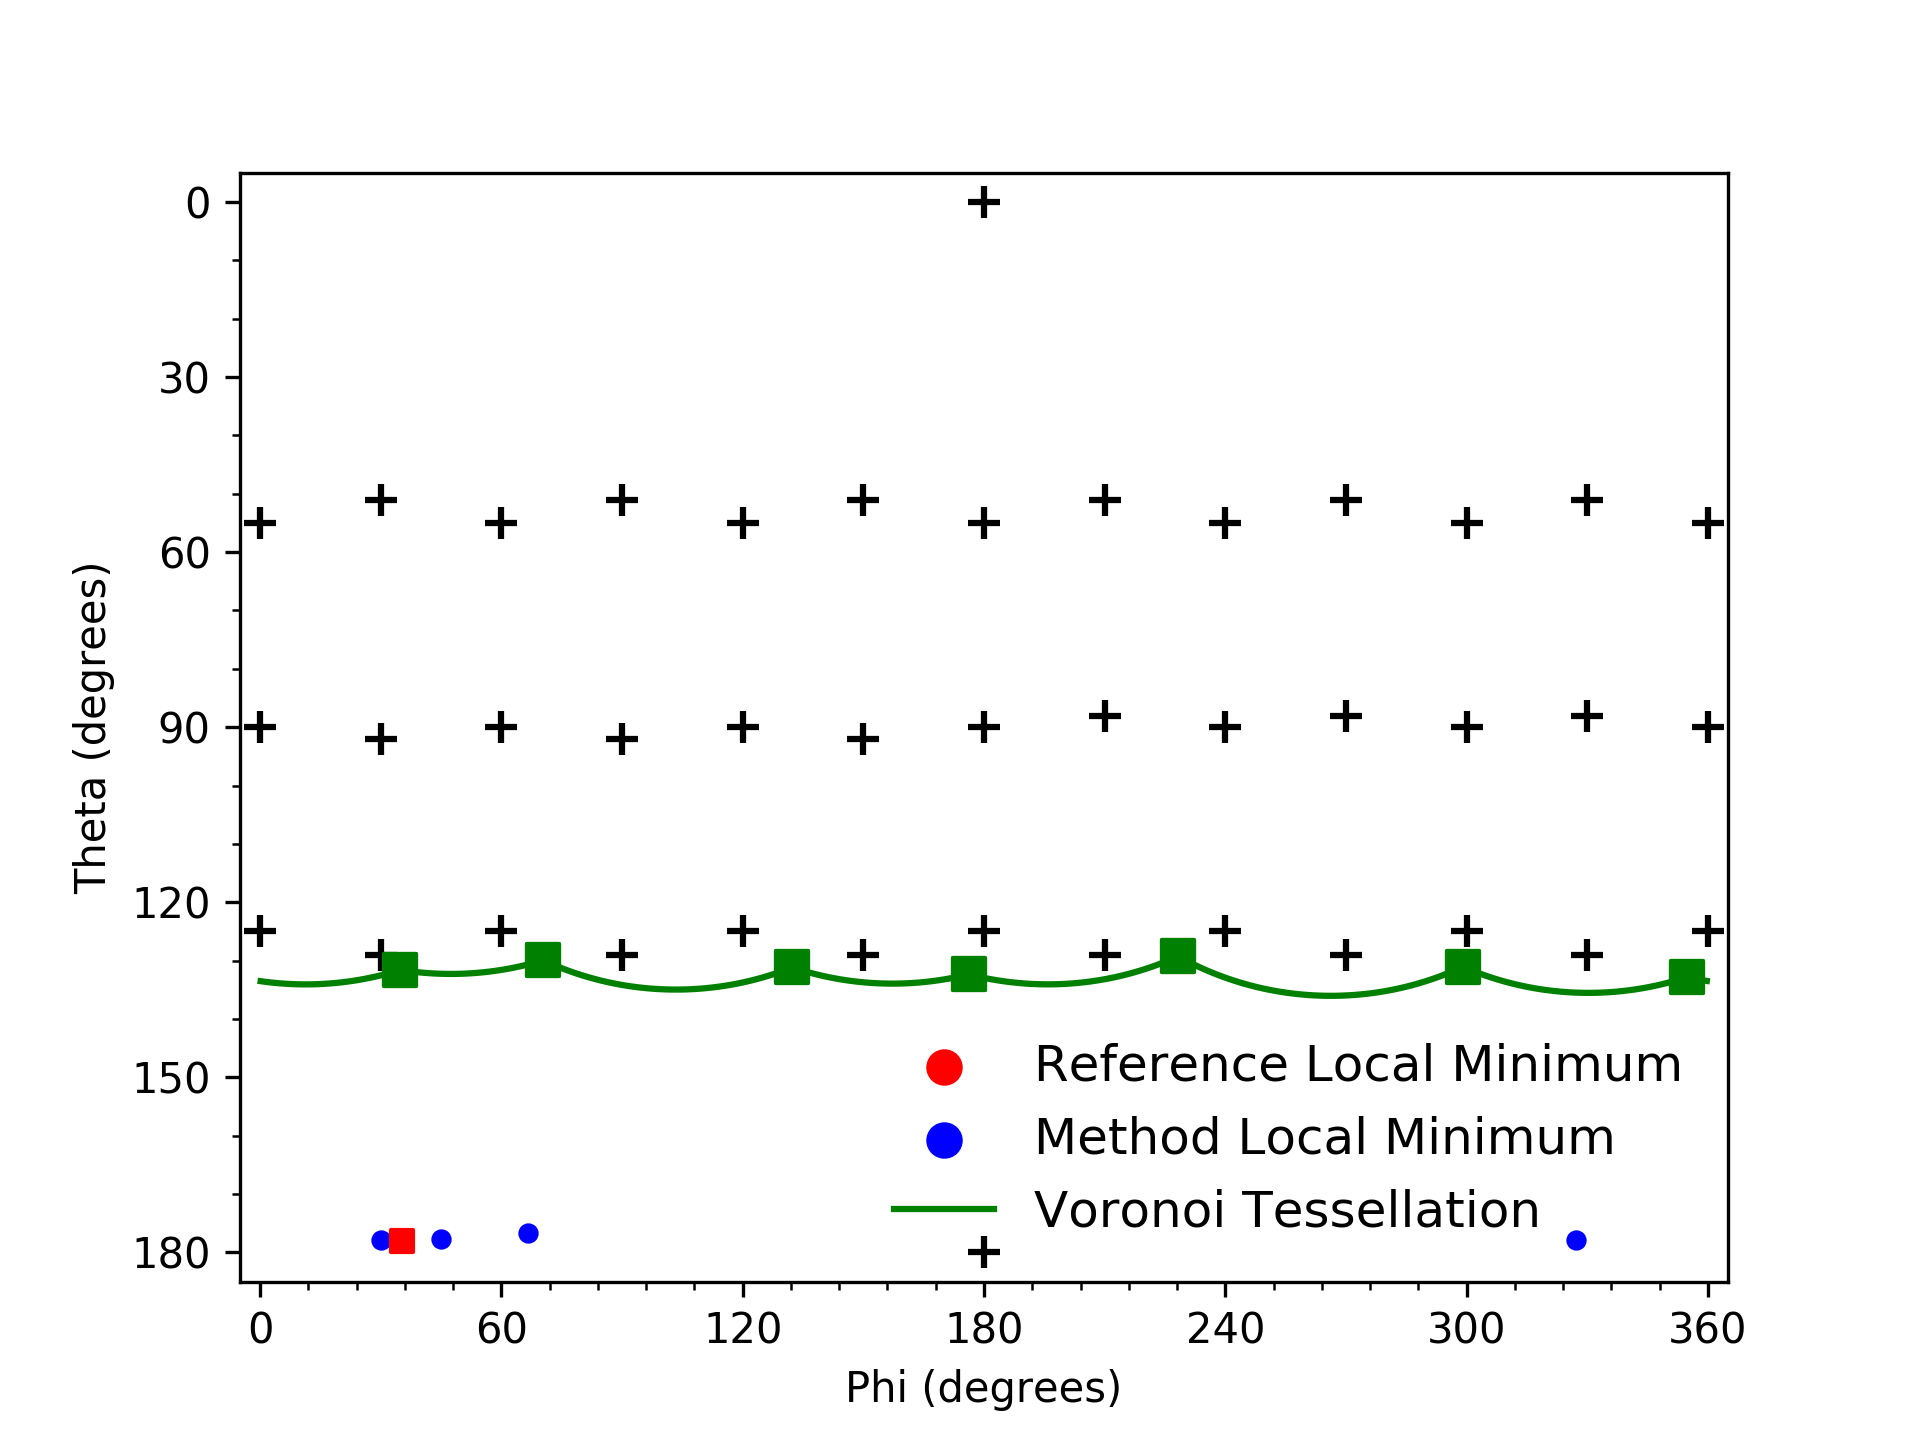 0
30
60
90
120
150
180
Theta (degrees)
Reference Local Minimum
Method Local Minimum
Voronoi Tessellation
0 60 120 180 240 300 360
Phi (degrees)